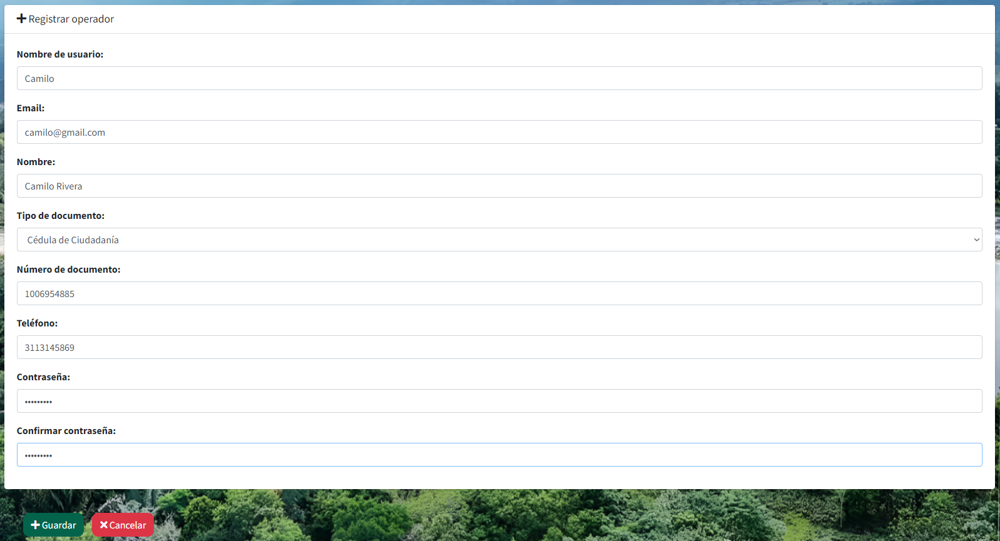 Registrar operador
Nombre de usuario:
Camilo
Email:
camilo@gmail.com
Nombre:
Camilo Rivera
Tipo de documento:
Cédula de Ciudadanía
Número de documento:
1006954885
Teléfono:
3113145869
Contraseña:
•••••••••
Confirmar contraseña:
•••••••••
Guardar Cancelar